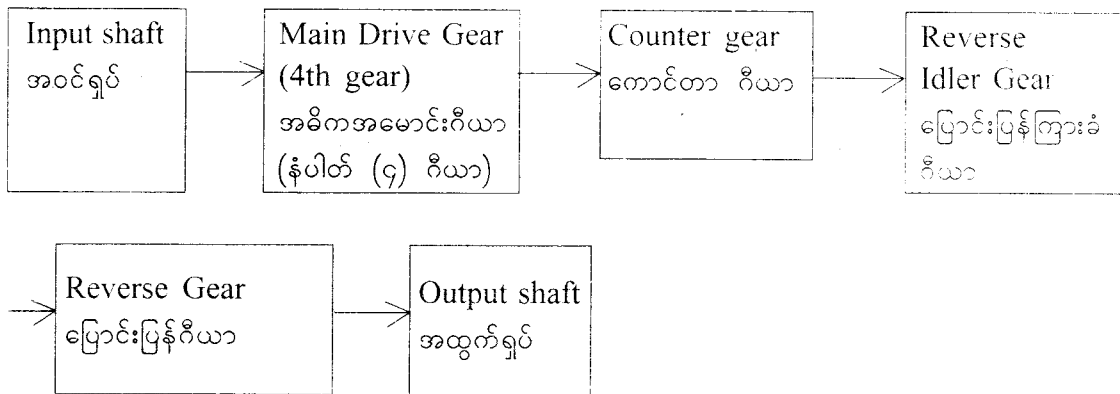 Input shaft
အဝင်ရှပ်
Main Drive Gear
(4th gear)
အဓိကအမောင်းဂီယာ
(နံပါတ် (၄) ဂီယာ)
Counter gear
ကောင်တာ ဂီယာ
Reverse
Idler Gear
ပြောင်းပြန်ကြားခံ
ဂီယာ
Reverse Gear
ပြောင်းပြန်ဂီယာ
Output shaft
အထွက်ရှပ်